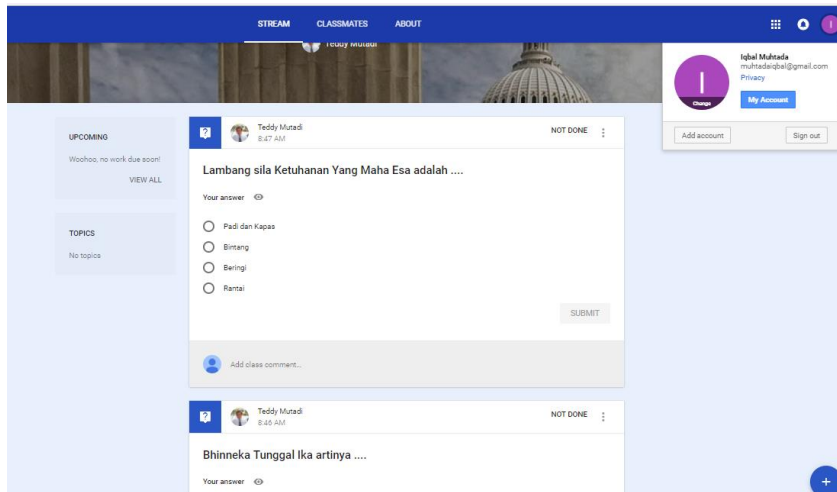 STREAM CLASSMATES ABOUT
I
Teddy Mutadi
Iqbal Muhtada
muhtadaiqbal@gmail.com
Privacy
I
Change
My Account
Add account Sign out
UPCOMING
Woohoo, no work due soon!
VIEW ALL
TOPICS
No topics
Teddy Mutadi
8:47 AM
NOT DONE
Lambang sila Ketuhanan Yang Maha Esa adalah ....
Your answer
Padi dan Kapas
Bintang
Beringi
Rantai
SUBMIT
Add class comment...
Teddy Mutadi
8:46 AM
NOT DONE
Bhinneka Tunggal Ika artinya ....
Your answer